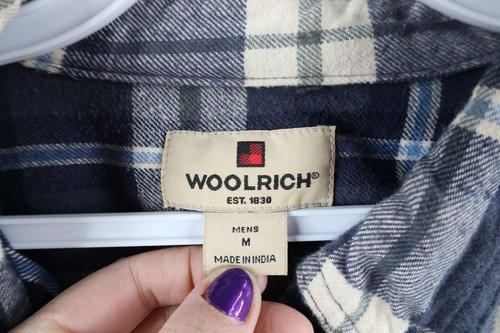 WOOLRICH®
EST. 1830
MENS
M
MADE IN INDIA